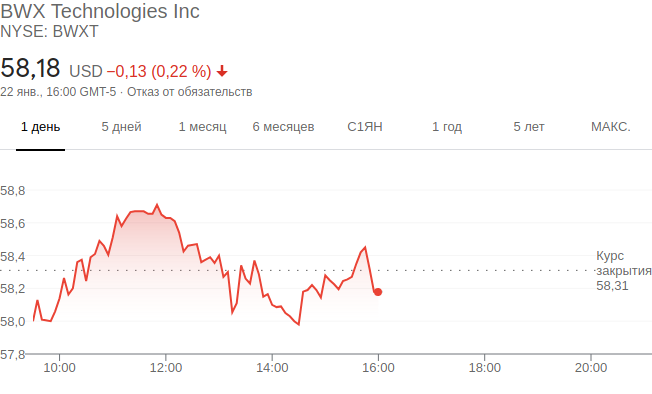 BWX Technologies Inc
NYSE: BWXT
58,18 USD −0,13 (0,22 %)
22 янв., 16:00 GMT-5 · Отказ от обязательств
1 день 5 дней 1 месяц 6 месяцев С1ЯН 1 год 5 лет МАКС.
58,8
58,6
58,4
58,2
58,0
57,8
Курс
закрытия
58,31
10:00 12:00 14:00 16:00 18:00 20:00